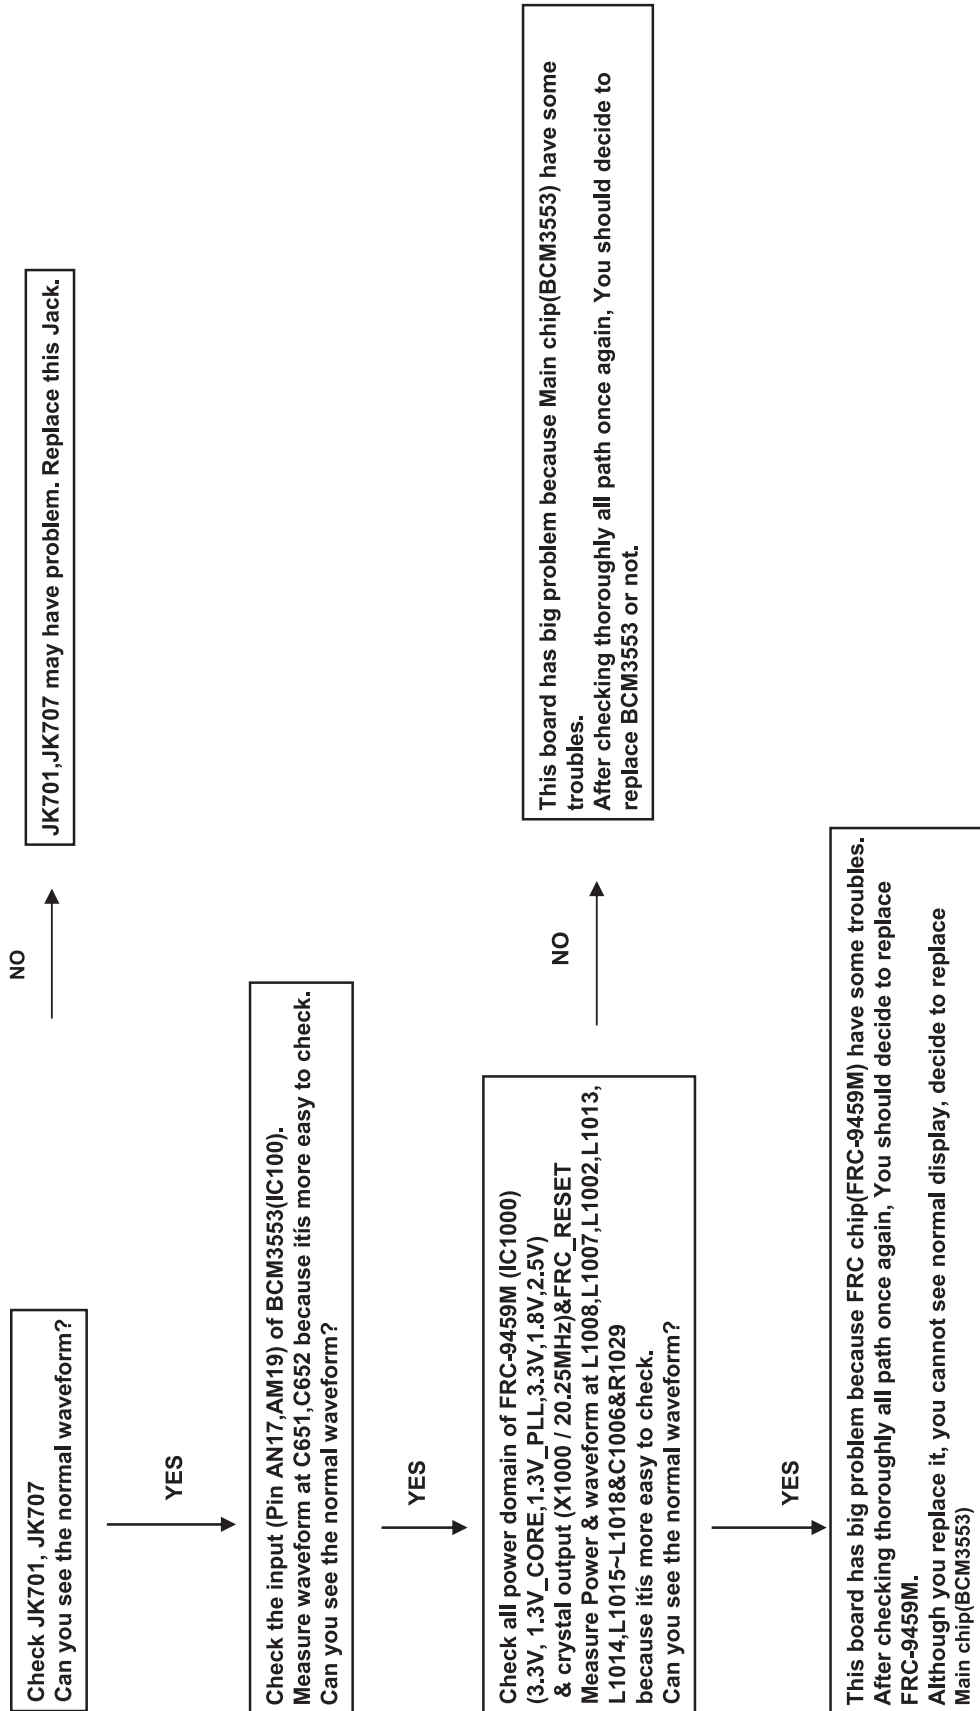 Check JK701, JK707
Can you see the normal waveform?
NO
JK701,JK707 may have problem. Replace this Jack.
YES
Check the input (Pin AN17,AM19) of BCM3553(IC100).
Measure waveform at C651,C652 because itís more easy to check.
Can you see the normal waveform?
YES
Check all power domain of FRC-9459M (IC1000)
(3.3V, 1.3V_CORE,1.3V_PLL,3.3V,1.8V,2.5V)
& crystal output (X1000 / 20.25MHz)&FRC_RESET
Measure Power & waveform at L1008,L1007,L1002,L1013,
L1014,L1015~L1018&C1006&R1029
because itís more easy to check.
Can you see the normal waveform?
NO
This board has big problem because Main chip(BCM3553) have some
troubles.
After checking thoroughly all path once again, You should decide to
replace BCM3553 or not.
YES
This board has big problem because FRC chip(FRC-9459M) have some troubles.
After checking thoroughly all path once again, You should decide to replace
FRC-9459M.
Although you replace it, you cannot see normal display, decide to replace
Main chip(BCM3553)